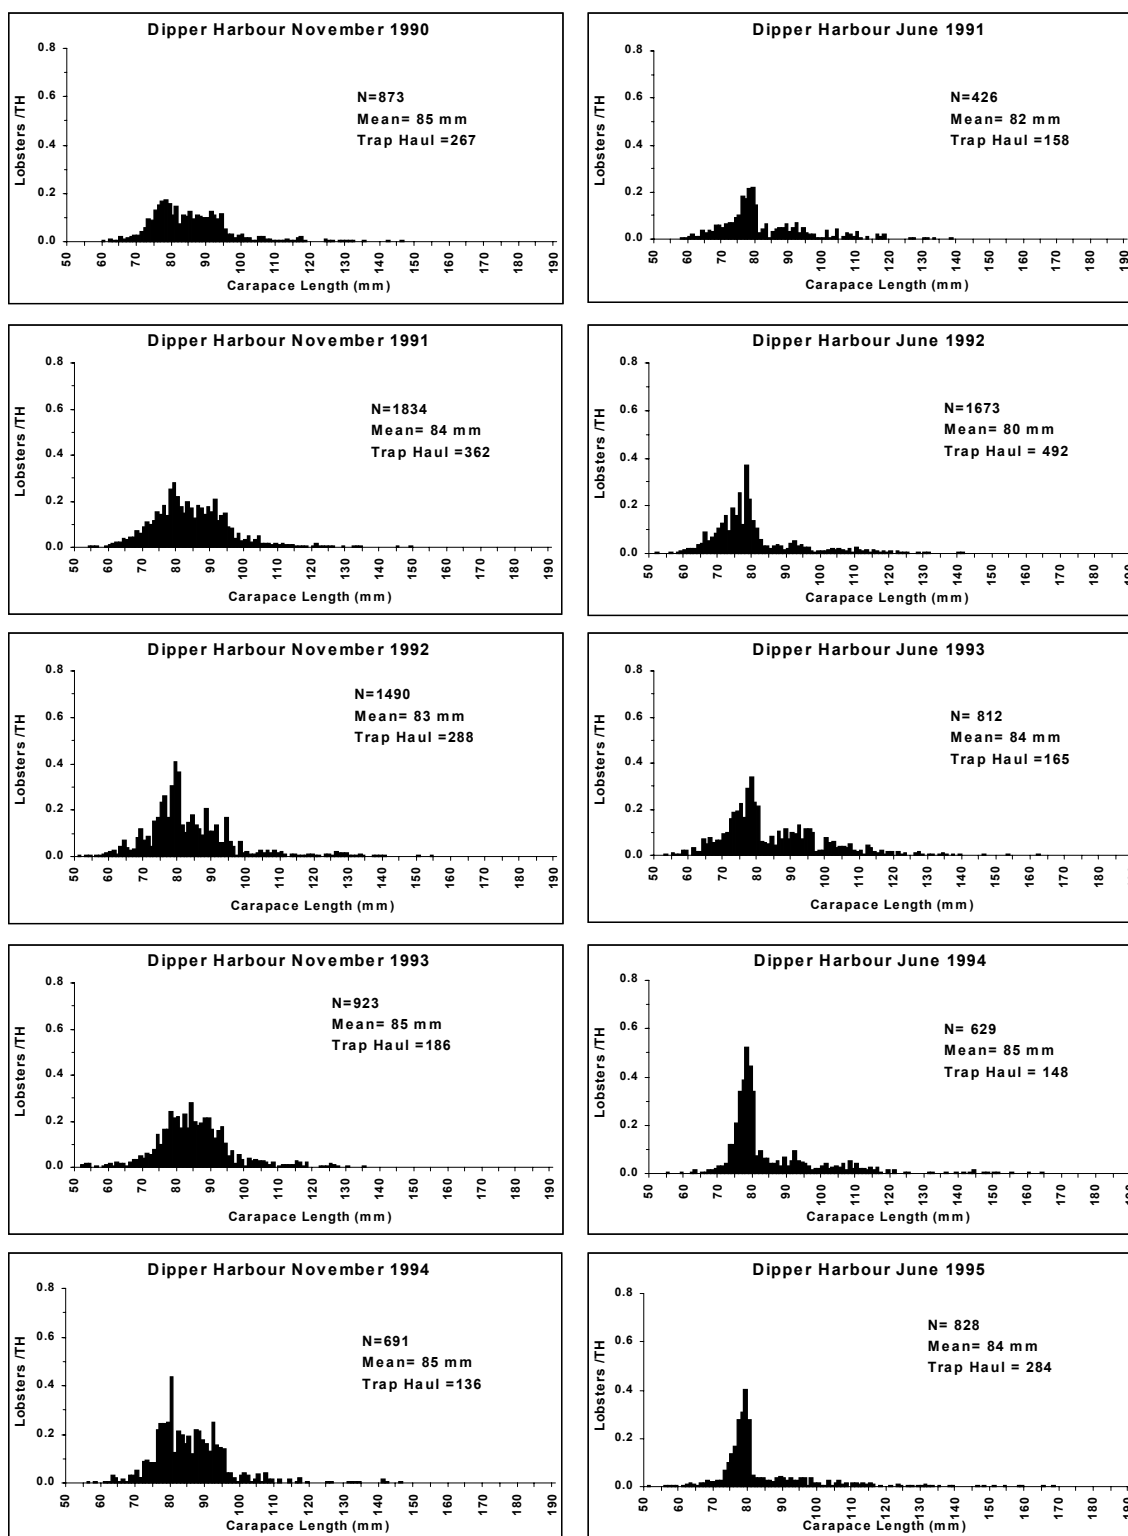 Dipper Harbour November 1990
0.8
0.6
0.4
0.2
0.0
Lobsters /TH
N=873
Mean= 85 mm
Trap Haul =267
50 60 70 80 90 100 110 120 130 140 150 160 170 180 190
Carapace Length (mm)
Dipper Harbour June 1991
0.8
0.6
0.4
0.2
0.0
Lobsters /TH
N=426
Mean= 82 mm
Trap Haul =158
50 60 70 80 90 100 110 120 130 140 150 160 170 180 190
Carapace Length (mm)
Dipper Harbour November 1991
0.8
0.6
0.4
0.2
0.0
Lobsters /TH
N=1834
Mean= 84 mm
Trap Haul =362
50 60 70 80 90 100 110 120 130 140 150 160 170 180 190
Carapace Length (mm)
Dipper Harbour June 1992
0.8
0.6
0.4
0.2
0.0
Lobsters /TH
N=1673
Mean= 80 mm
Trap Haul = 492
50 60 70 80 90 100 110 120 130 140 150 160 170 180 190
Carapace Length (mm)
Dipper Harbour November 1992
0.8
0.6
0.4
0.2
0.0
Lobsters /TH
N=1490
Mean= 83 mm
Trap Haul =288
50 60 70 80 90 100 110 120 130 140 150 160 170 180 190
Carapace Length (mm)
Dipper Harbour June 1993
0.8
0.6
0.4
0.2
0.0
Lobsters /TH
N= 812
Mean= 84 mm
Trap Haul =165
50 60 70 80 90 100 110 120 130 140 150 160 170 180 190
Carapace Length (mm)
Dipper Harbour November 1993
0.8
0.6
0.4
0.2
0.0
Lobsters /TH
N=923
Mean= 85 mm
Trap Haul =186
50 60 70 80 90 100 110 120 130 140 150 160 170 180 190
Carapace Length (mm)
Dipper Harbour June 1994
0.8
0.6
0.4
0.2
0.0
Lobsters /TH
N= 629
Mean= 85 mm
Trap Haul = 148
50 60 70 80 90 100 110 120 130 140 150 160 170 180 190
Carapace Length (mm)
Dipper Harbour November 1994
0.8
0.6
0.4
0.2
0.0
Lobsters /TH
N=691
Mean= 85 mm
Trap Haul =136
50 60 70 80 90 100 110 120 130 140 150 160 170 180 190
Carapace Length (mm)
Dipper Harbour June 1995
0.8
0.6
0.4
0.2
0.0
Lobsters /TH
N= 828
Mean= 84 mm
Trap Haul = 284
50 60 70 80 90 100 110 120 130 140 150 160 170 180 190
Carapace Length (mm)